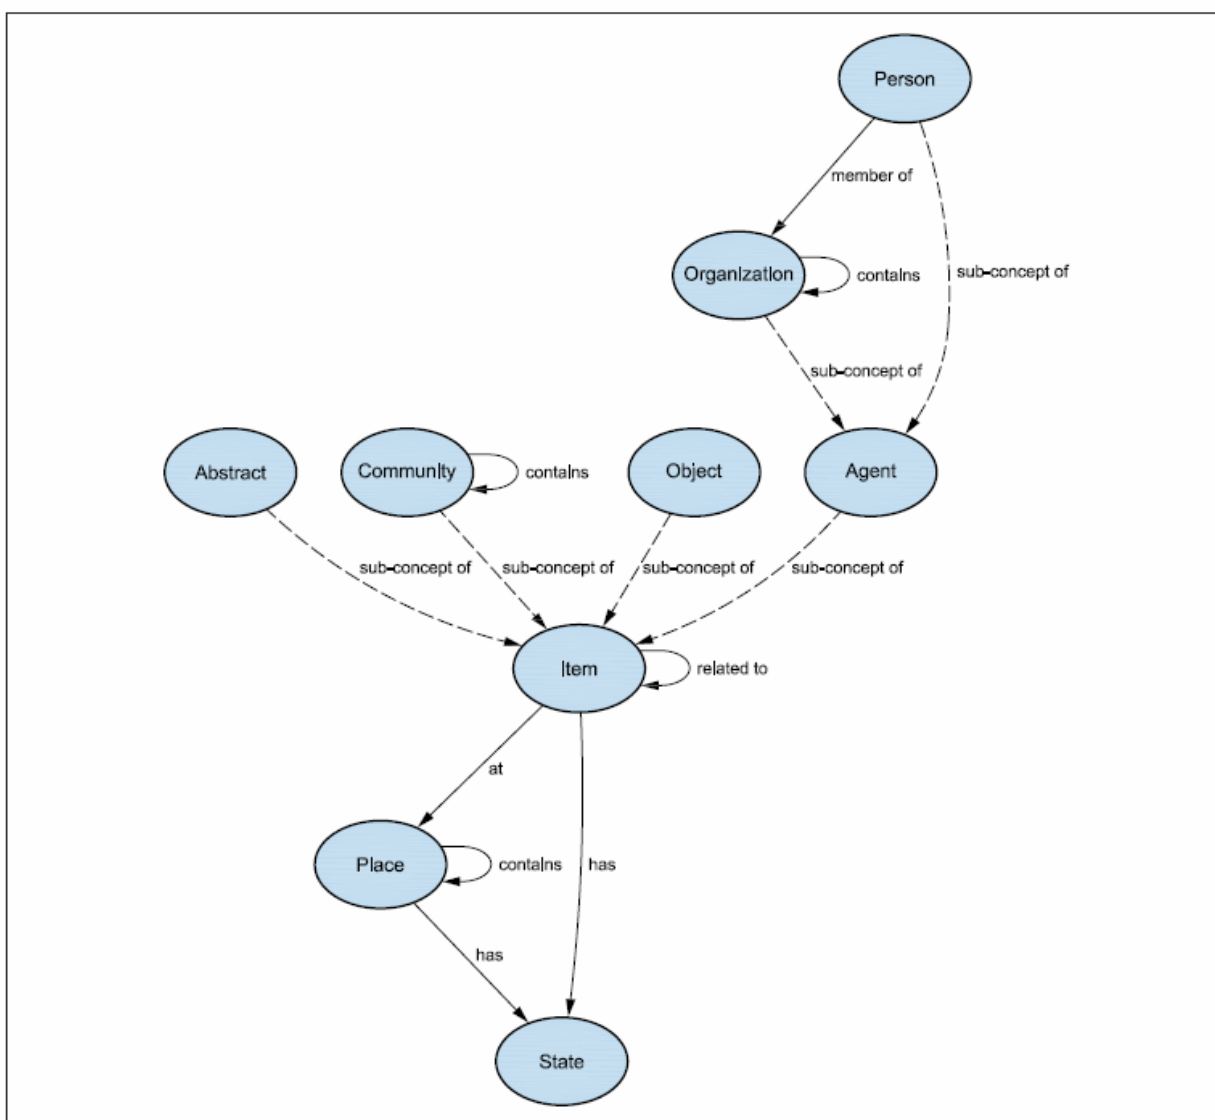 Person
member of
Organization
contains
sub-concept of
sub-concept of
Abstract
Community
contains
Object
Agent
sub-concept of
sub-concept of
sub-concept of
sub-concept of
Item
related to
at
Place
contains
has
has
State